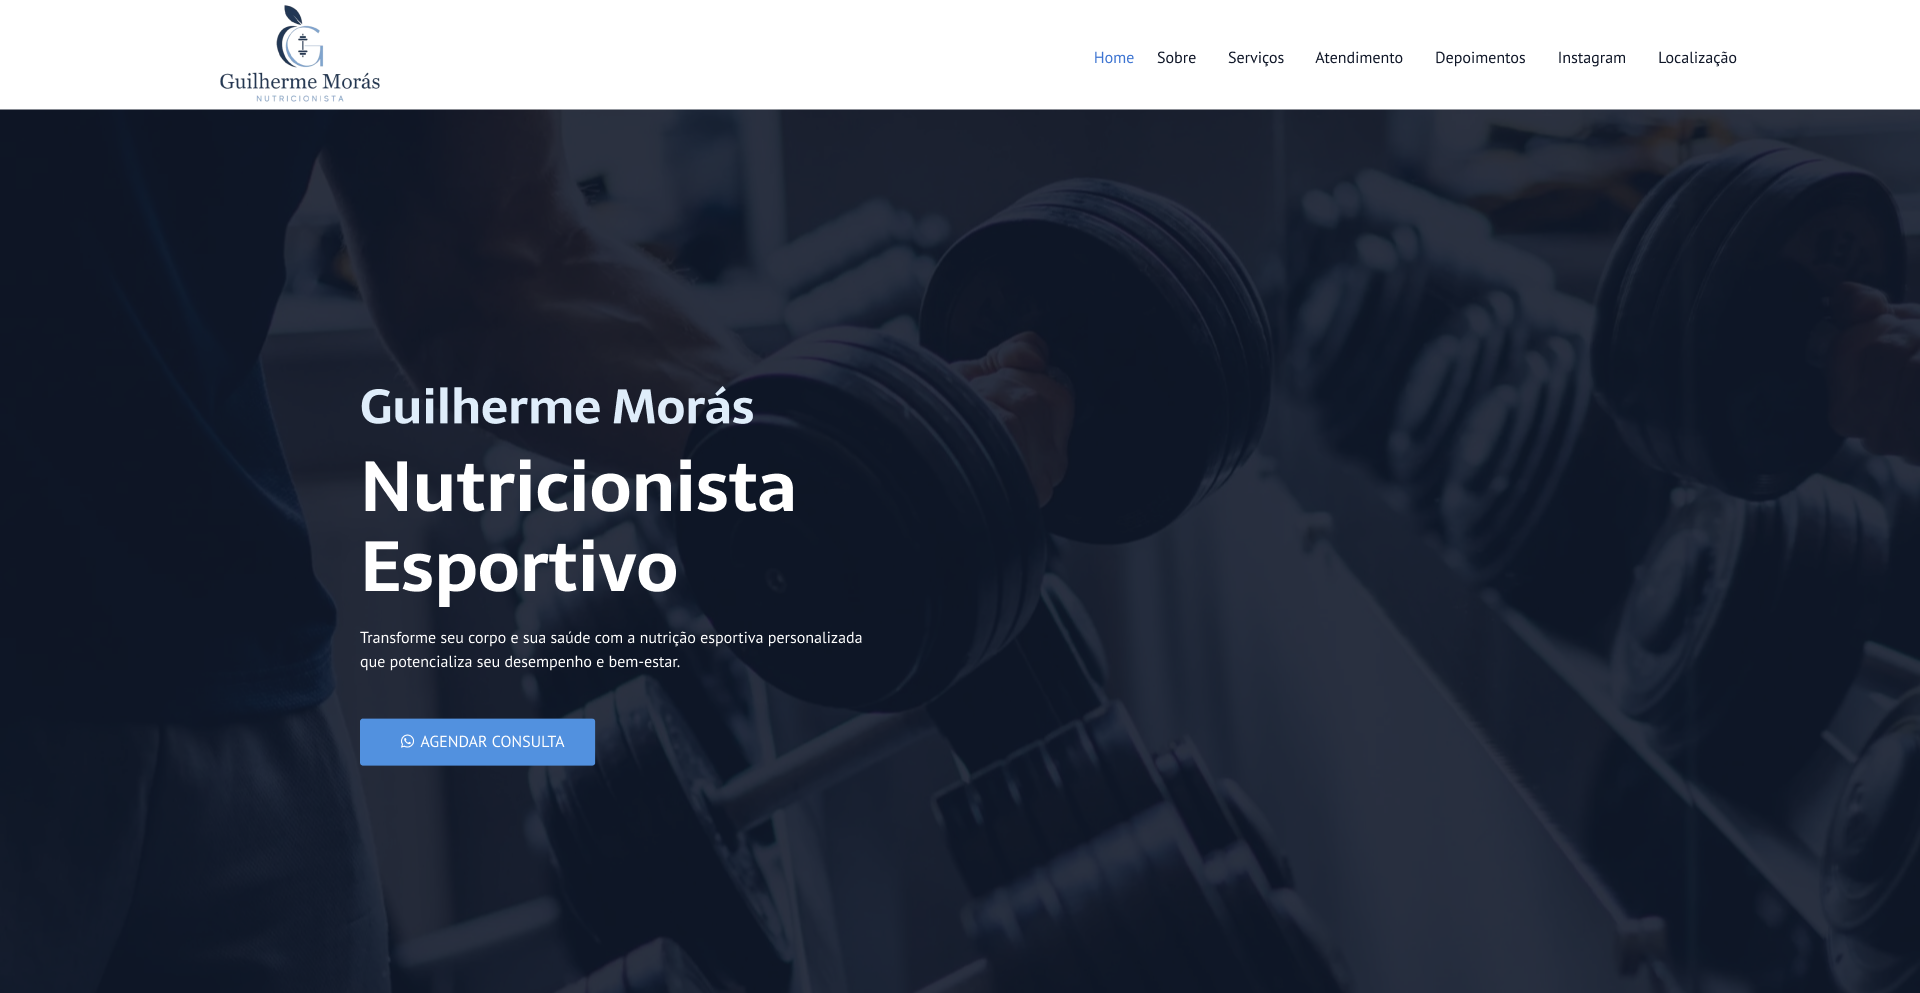 Guilherme Morás
NUTRICIONISTA
Home Sobre Serviços Atendimento Depoimentos Instagram Localização
Guilherme Morás
Nutricionista
Esportivo
Transforme seu corpo e sua saúde com a nutrição esportiva personalizada
que potencializa seu desempenho e bem-estar.
AGENDAR CONSULTA